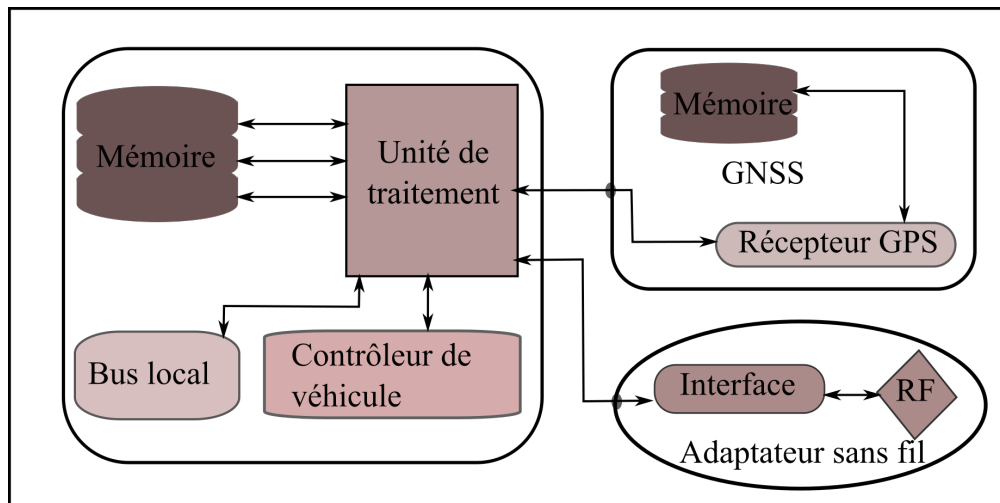 Mémoire
Unité de
traitement
Bus local
Contrôleur de
véhicule
Mémoire
GNSS
Récepteur GPS
Interface
RF
Adaptateur sans fil